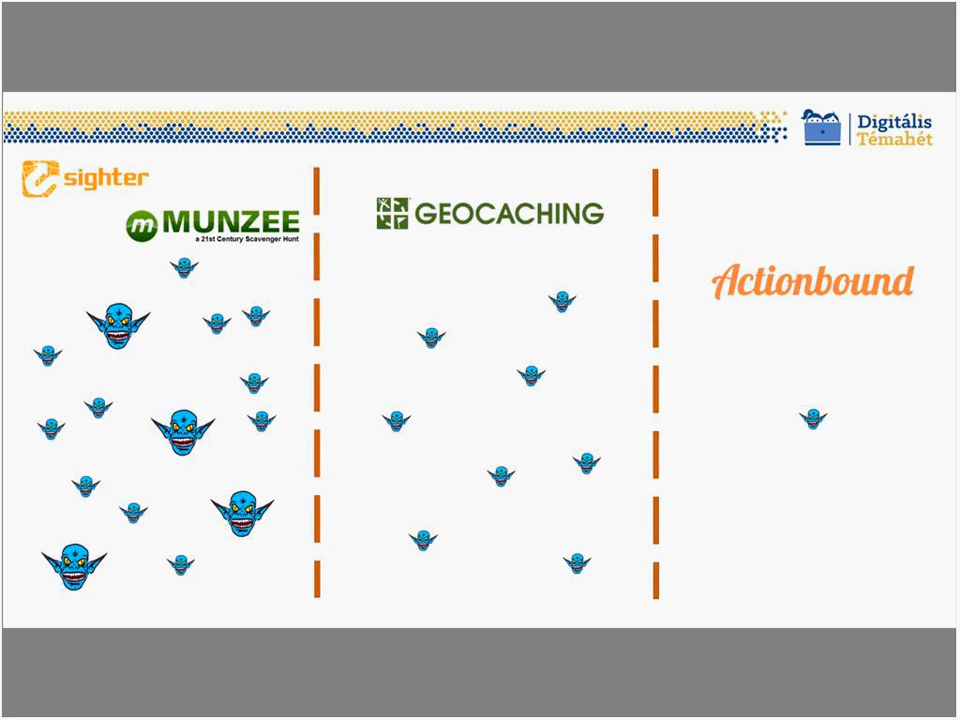 Digitális
Témahét
sighter
m MUNZEE
a 21st Century Scavenger Hunt
GEOCACHING
Actionbound